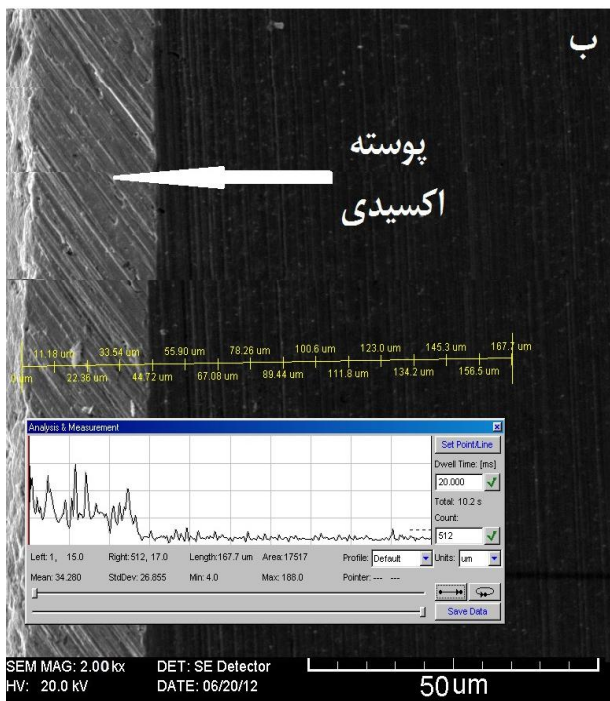 ب
پوسته
اکسیدی
11.18 um 33.54 um 55.90 um 78.26 um 100.6 um 123.0 um 145.3 um 167.7 um
0 um 22.36 um 44.72 um 67.08 um 89.44 um 111.8 um 134.2 um 156.5 um
Analysis & Measurement
Set Point/Line
Dwell Time: [ms]
20.000
Total: 10.2 s
Count:
512
Left: 1, 15.0 Right: 512, 17.0 Length: 167.7 um Area: 17517 Profile: Default Units: um
Mean: 34.280 StdDev: 26.855 Min: 4.0 Max: 188.0 Pointer: --- ---
Save Data
SEM MAG: 2.00 kx DET: SE Detector
HV: 20.0 kV DATE: 06/20/12 50 um